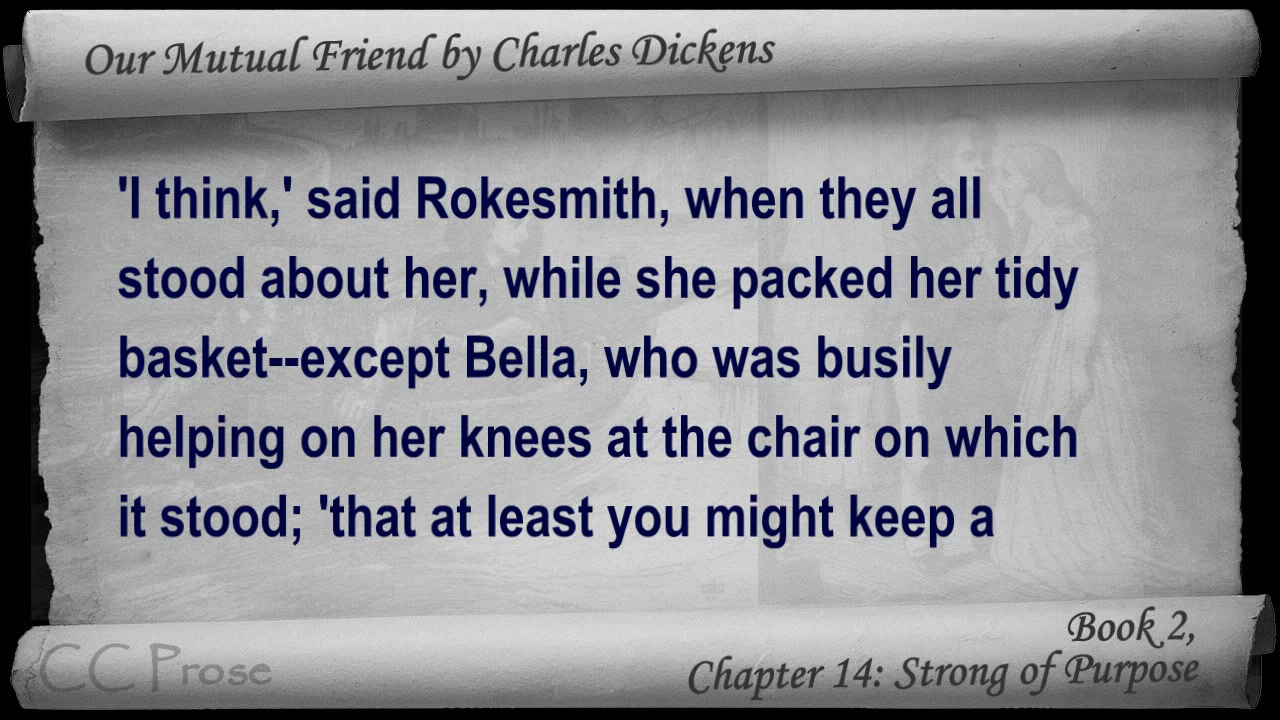 Our Mutual Friend by Charles Dickens
'I think,' said Rokesmith, when they all
stood about her, while she packed her tidy
basket--except Bella, who was busily
helping on her knees at the chair on which
it stood; 'that at least you might keep a
Book 2,
CC Prose
Chapter 14: Strong of Purpose